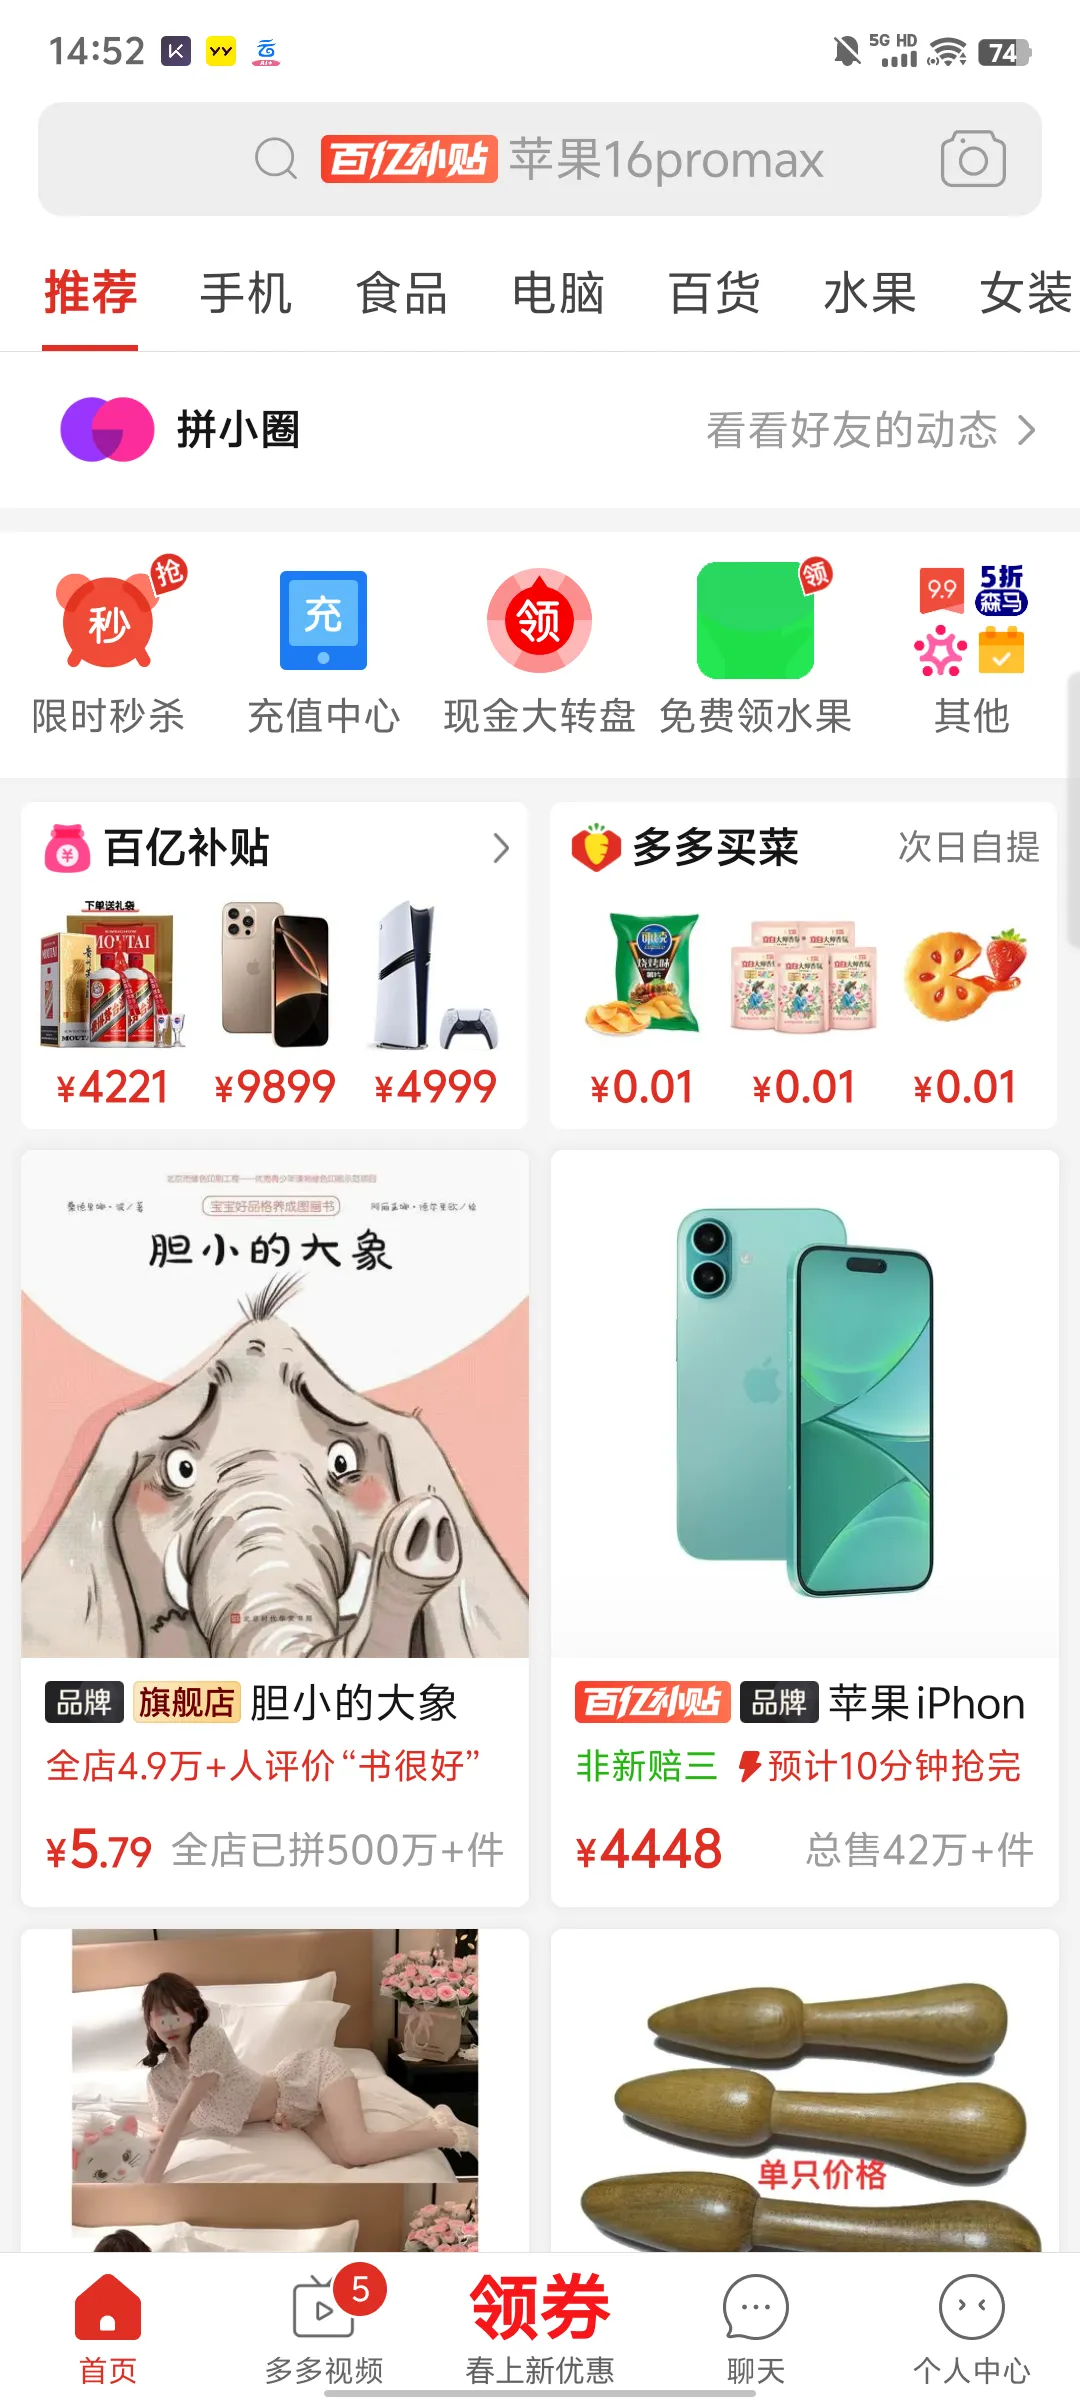 14:52
5G HD
74
百亿补贴 苹果16promax
推荐 手机 食品 电脑 百货 水果 女装
拼小圈
看看好友的动态
抢
秒
充
领
领
9.9
5折
森马
限时秒杀
充值中心
现金大转盘
免费领水果
其他
百亿补贴
下单送礼袋
MOUTAI
¥4221
¥9899
¥4999
多多买菜
次日自提
¥0.01
¥0.01
¥0.01
宝宝好品格养成图画书
胆小的大象
品牌 旗舰店 胆小的大象
全店4.9万+人评价“书很好”
¥5.79 全店已拼500万+件
百亿补贴 品牌 苹果iPhon
非新赔三 预计10分钟抢完
¥4448 总售42万+件
单只价格
首页
5
多多视频
领券
春上新优惠
聊天
个人中心